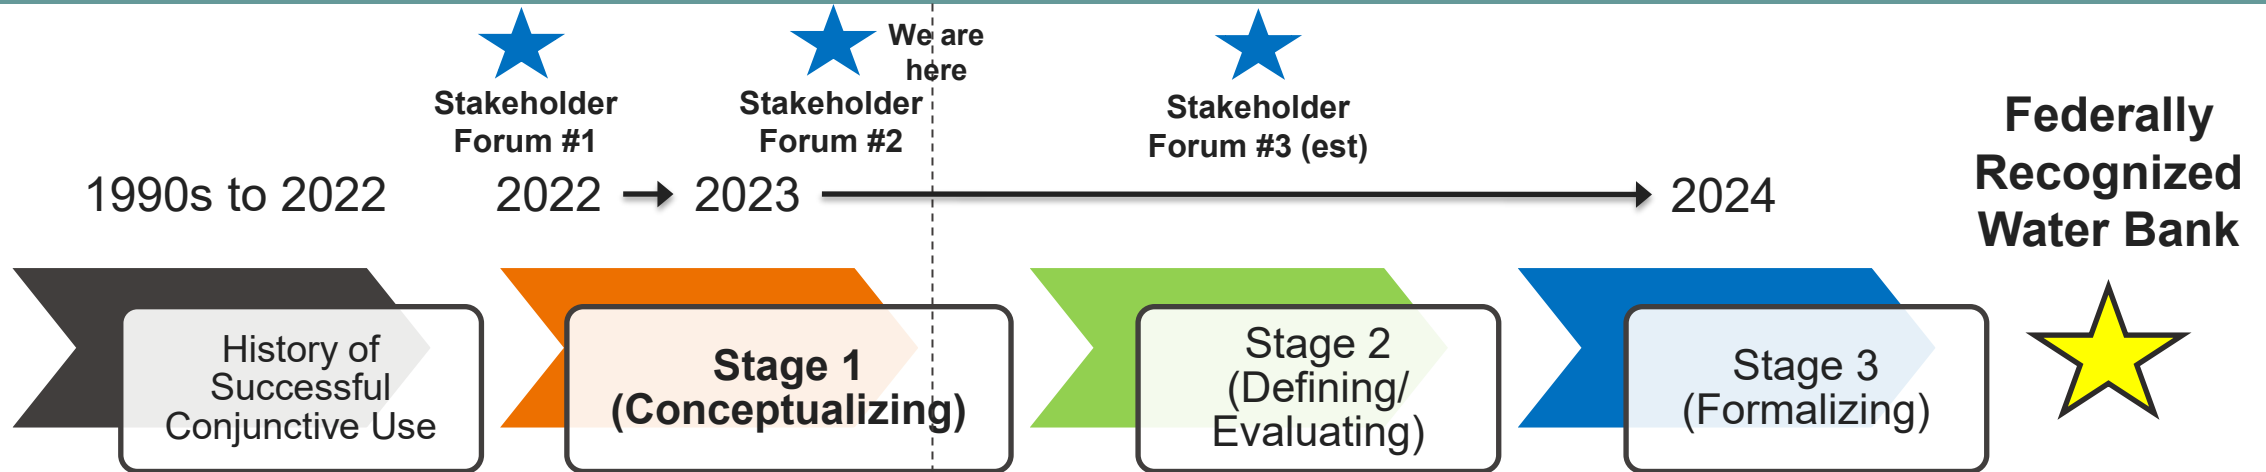 We are
here
Stakeholder
Forum #1
Stakeholder
Forum #2
Stakeholder
Forum #3 (est)
Federally
Recognized
Water Bank
1990s to 2022
2022
2023
2024
History of
Successful
Conjunctive Use
Stage 1
(Conceptualizing)
Stage 2
(Defining/
Evaluating)
Stage 3
(Formalizing)